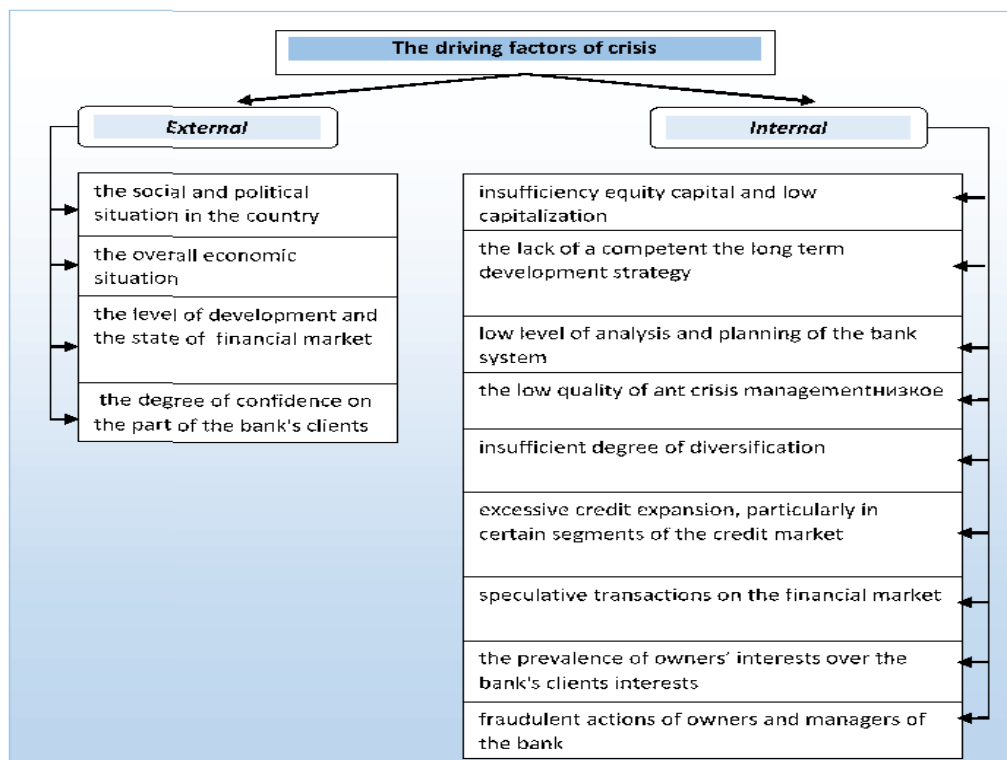 The driving factors of crisis
External
the social and political
situation in the country
the overall economic
situation
the level of development and
the state of financial market
the degree of confidence on
the part of the bank's clients
Internal
insufficiency equity capital and low
capitalization
the lack of a competent the long term
development strategy
low level of analysis and planning of the bank
system
the low quality of ant crisis managementнизкое
insufficient degree of diversification
excessive credit expansion, particularly in
certain segments of the credit market
speculative transactions on the financial market
the prevalence of owners’ interests over the
bank's clients interests
fraudulent actions of owners and managers of
the bank